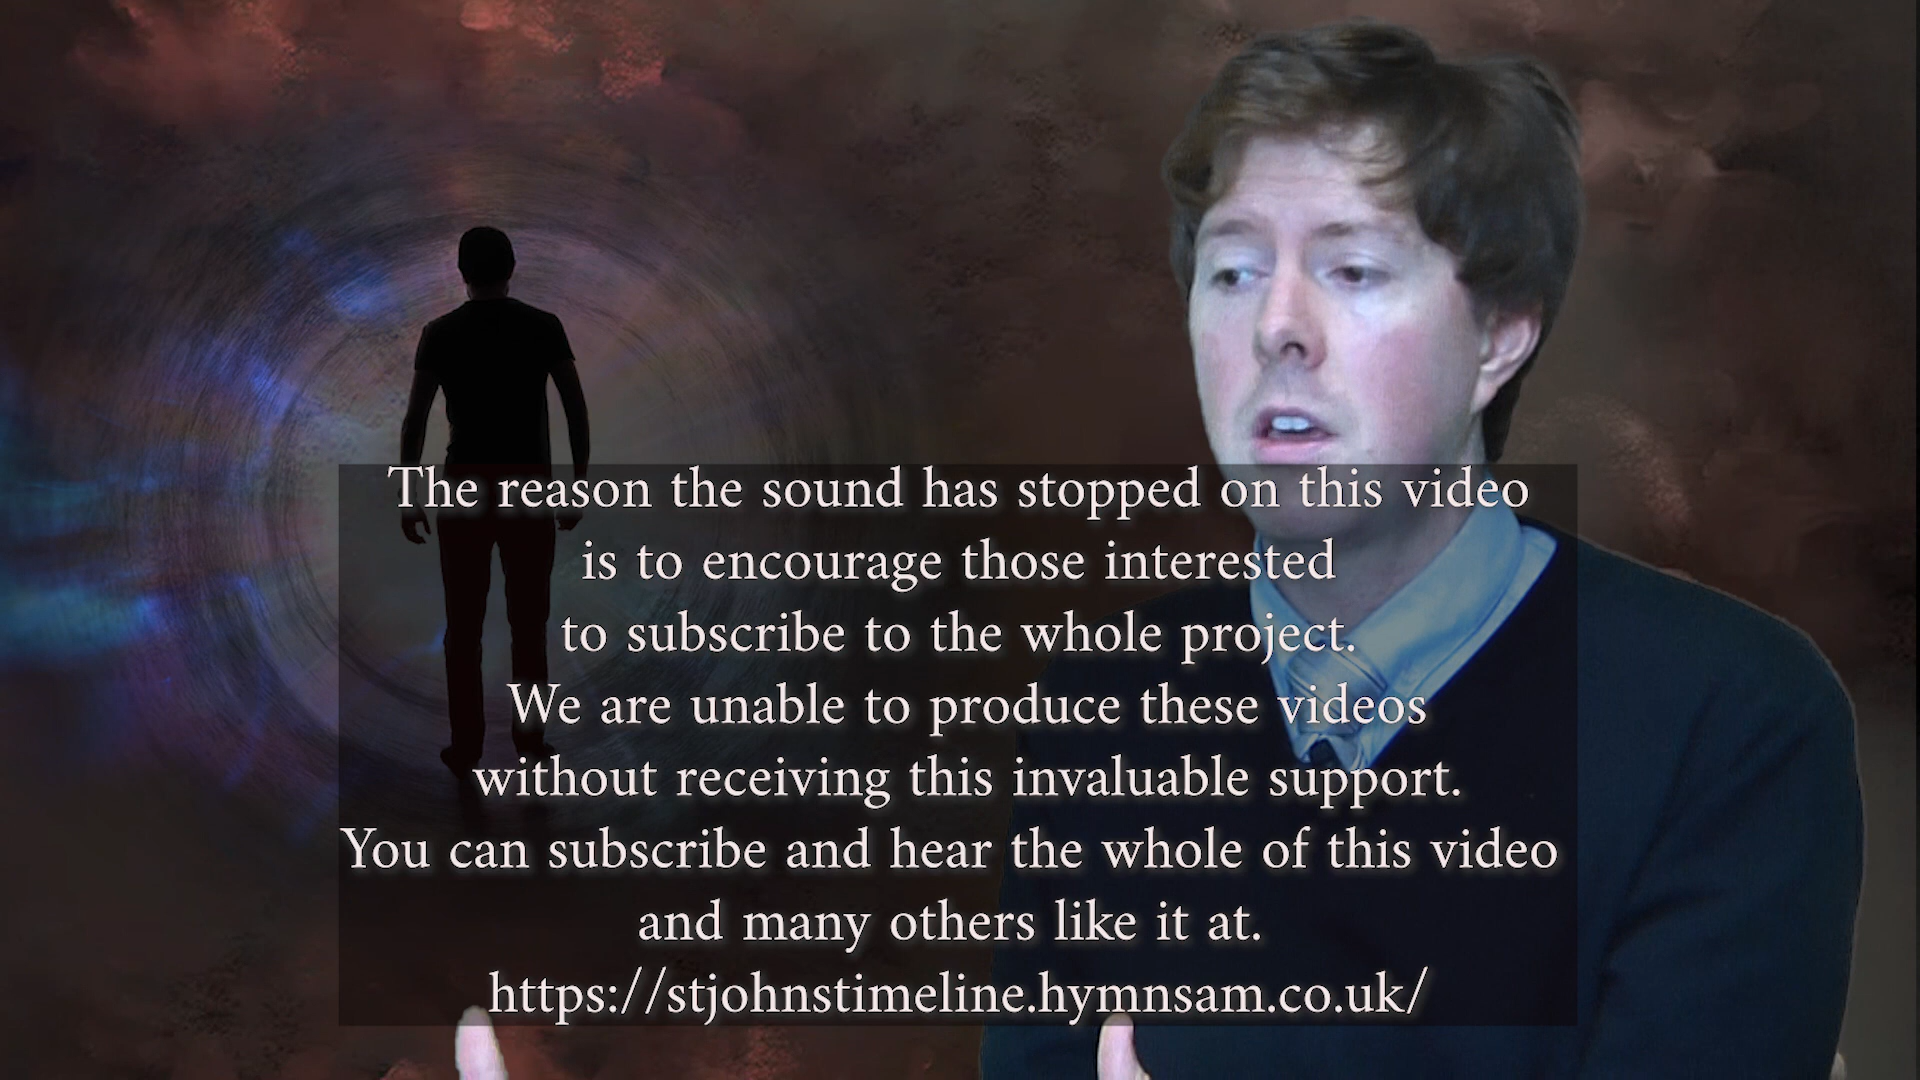 The reason the sound has stopped on this video
is to encourage those interested
to subscribe to the whole project.
We are unable to produce these videos
without receiving this invaluable support.
You can subscribe and hear the whole of this video
and many others like it at.
https://stjohnstimeline.hymnsam.co.uk/